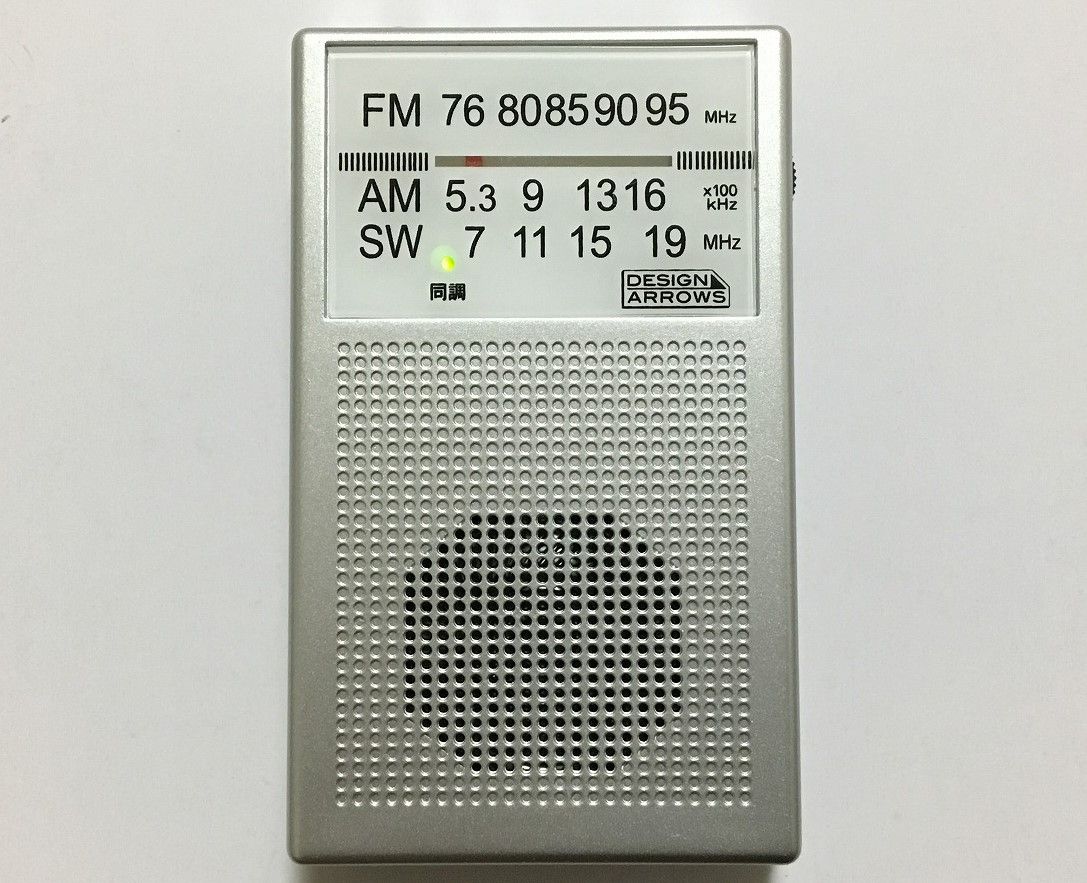 FM 76 80 85 90 95 MHz
AM 5.3 9 13 16 x100 kHz
SW 7 11 15 19 MHz
同調
DESIGN
ARROWS